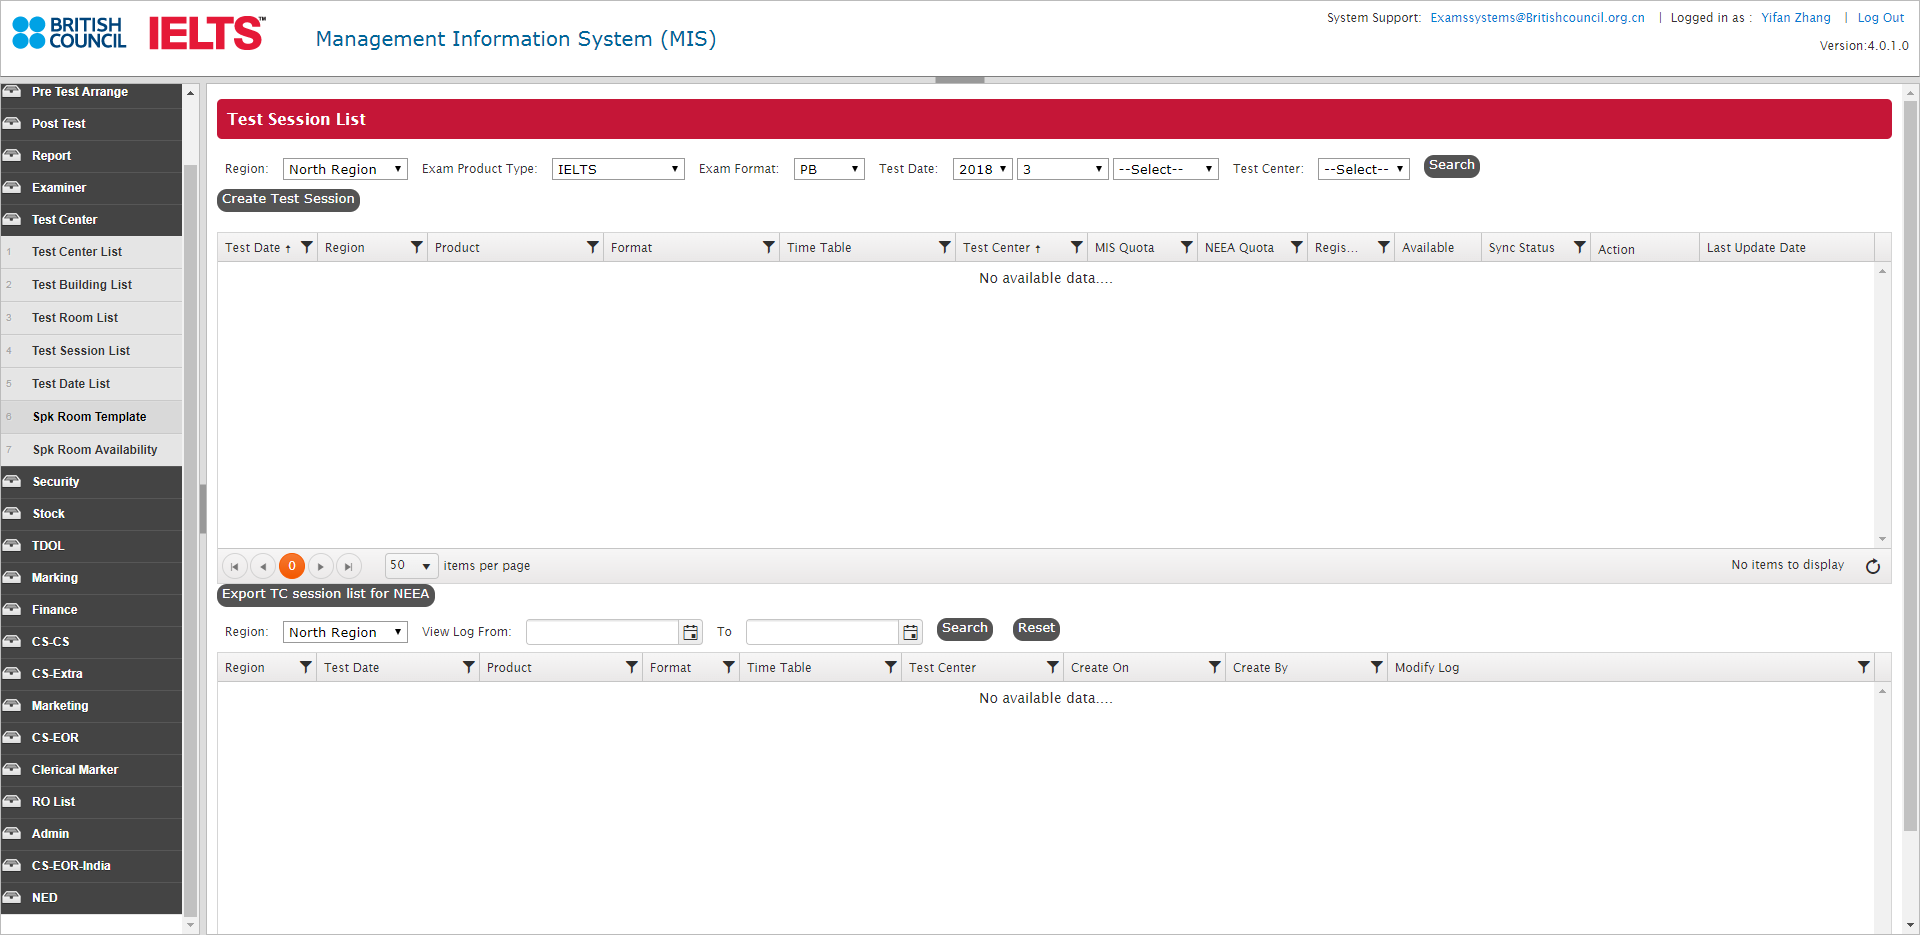 BRITISH COUNCIL
IELTS™
Management Information System (MIS)
System Support: Examssystems@Britishcouncil.org.cn | Logged in as : Yifan Zhang | Log Out
Version:4.0.1.0
Pre Test Arrange
Post Test
Report
Examiner
Test Center
1 Test Center List
2 Test Building List
3 Test Room List
4 Test Session List
5 Test Date List
6 Spk Room Template
7 Spk Room Availability
Security
Stock
TDOL
Marking
Finance
CS-CS
CS-Extra
Marketing
CS-EOR
Clerical Marker
RO List
Admin
CS-EOR-India
NED
Test Session List
Region: North Region Exam Product Type: IELTS Exam Format: PB Test Date: 2018 3 --Select-- Test Center: --Select-- Search
Create Test Session
Test Date Region Product Format Time Table Test Center MIS Quota NEEA Quota Regis... Available Sync Status Action Last Update Date
No available data....
0 50 items per page No items to display
Export TC session list for NEEA
Region: North Region View Log From: To Search Reset
Region Test Date Product Format Time Table Test Center Create On Create By Modify Log
No available data....